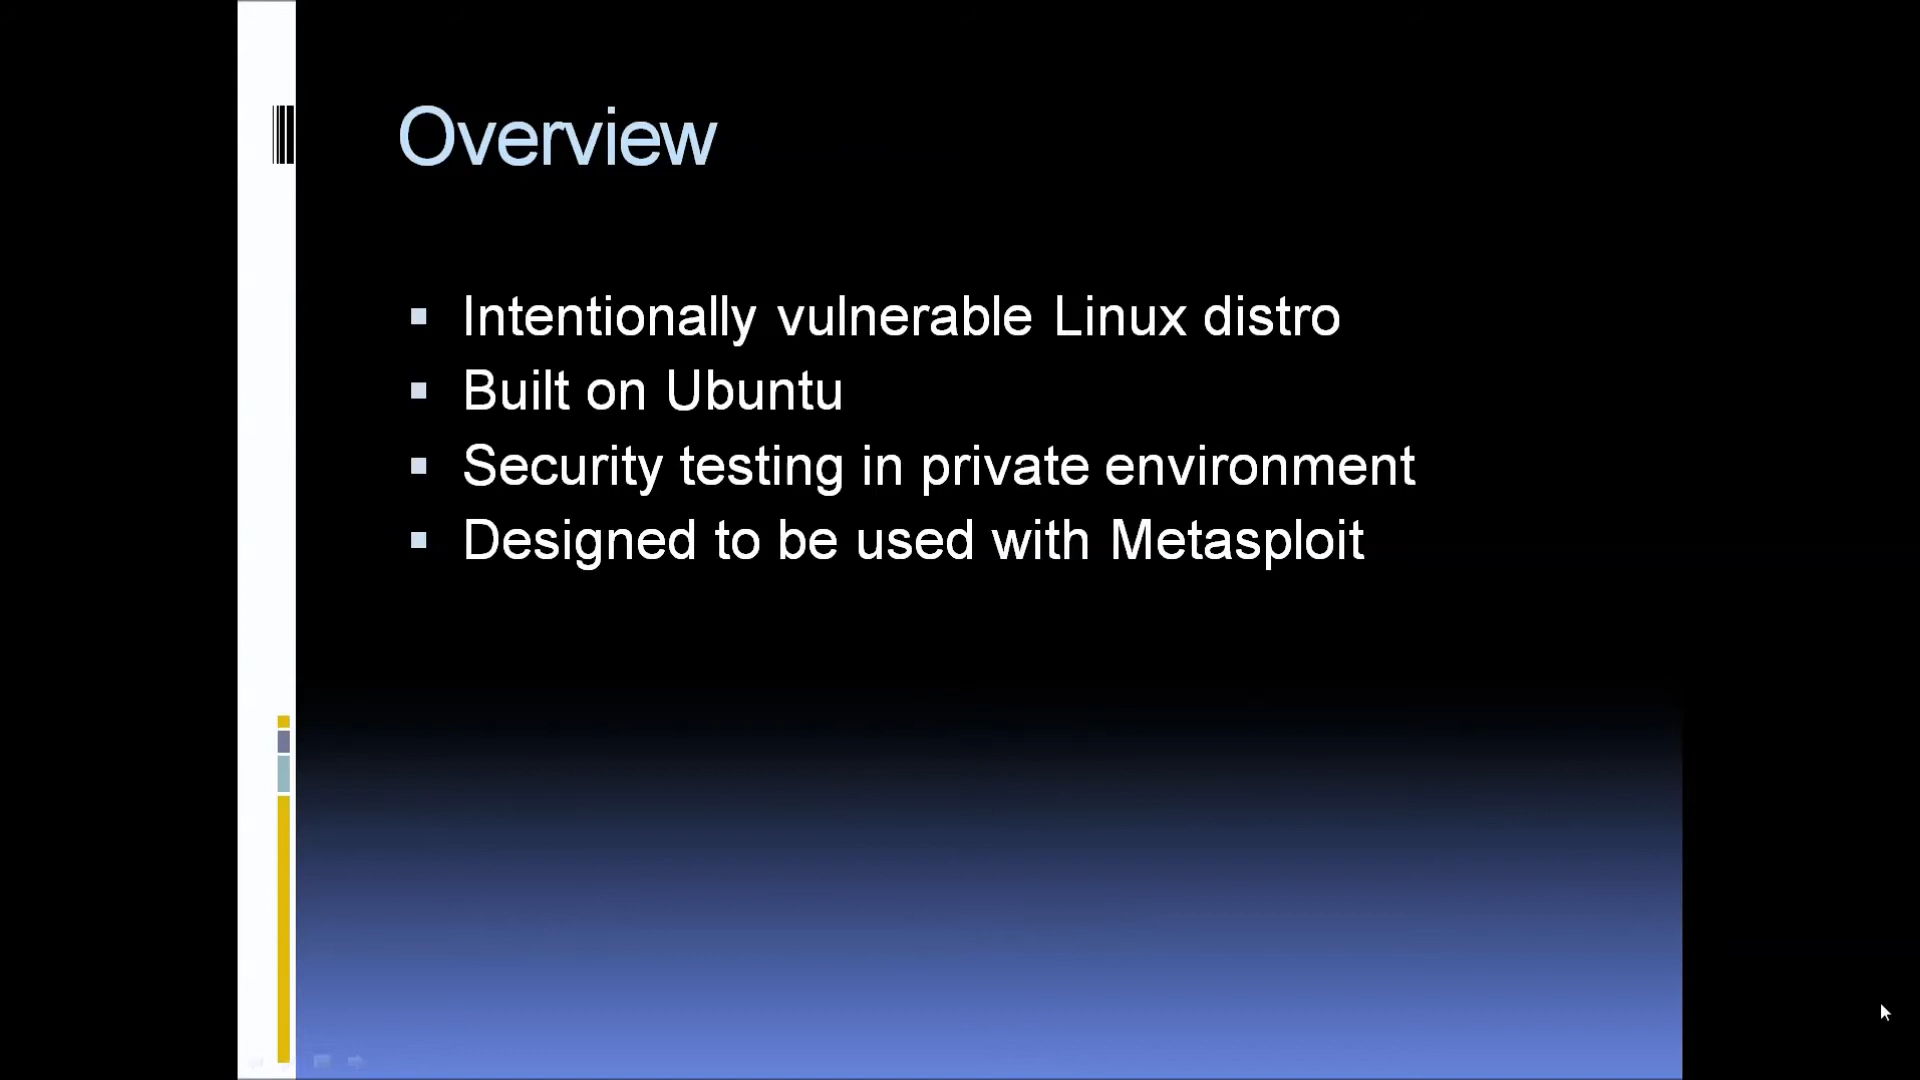 Overview
Intentionally vulnerable Linux distro
Built on Ubuntu
Security testing in private environment
Designed to be used with Metasploit